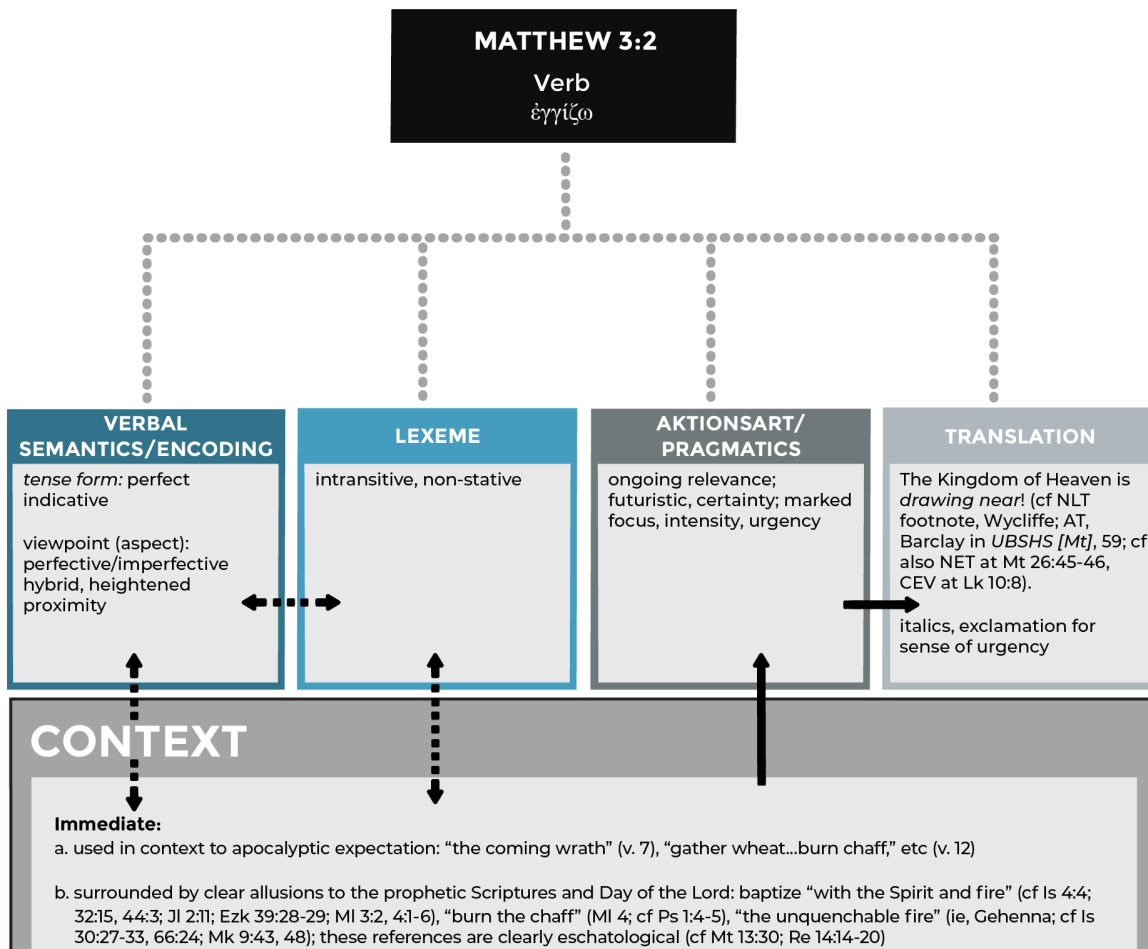 MATTHEW 3:2
Verb
ἐγγίζω
VERBAL
SEMANTICS/ENCODING
tense form: perfect
indicative
viewpoint (aspect):
perfective/imperfective
hybrid, heightened
proximity
LEXEME
intransitive, non-stative
AKTIONSART/
PRAGMATICS
ongoing relevance;
futuristic, certainty; marked
focus, intensity, urgency
TRANSLATION
The Kingdom of Heaven is
drawing near! (cf NLT
footnote, Wycliffe; AT,
Barclay in UBSHS [Mt], 59; cf
also NET at Mt 26:45-46,
CEV at Lk 10:8).
italics, exclamation for
sense of urgency
CONTEXT
Immediate:
a. used in context to apocalyptic expectation: “the coming wrath” (v. 7), “gather wheat...burn chaff,” etc (v. 12)
b. surrounded by clear allusions to the prophetic Scriptures and Day of the Lord: baptize “with the Spirit and fire” (cf Is 4:4;
32:15, 44:3; Jl 2:11; Ezk 39:28-29; Ml 3:2, 4:1-6), “burn the chaff” (Ml 4; cf Ps 1:4-5), “the unquenchable fire” (ie, Gehenna; cf Is
30:27-33, 66:24; Mk 9:43, 48); these references are clearly eschatological (cf Mt 13:30; Re 14:14-20)